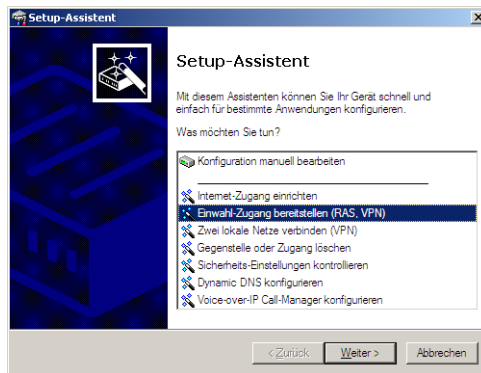 Setup-Assistent
Setup-Assistent
Mit diesem Assistenten können Sie Ihr Gerät schnell und
einfach für bestimmte Anwendungen konfigurieren.
Was möchten Sie tun?
Konfiguration manuell bearbeiten
Internet-Zugang einrichten
Einwahl-Zugang bereitstellen (RAS, VPN)
Zwei lokale Netze verbinden (VPN)
Gegenstelle oder Zugang löschen
Sicherheits-Einstellungen kontrollieren
Dynamic DNS konfigurieren
Voice-over-IP Call-Manager konfigurieren
< Zurück
Weiter >
Abbrechen